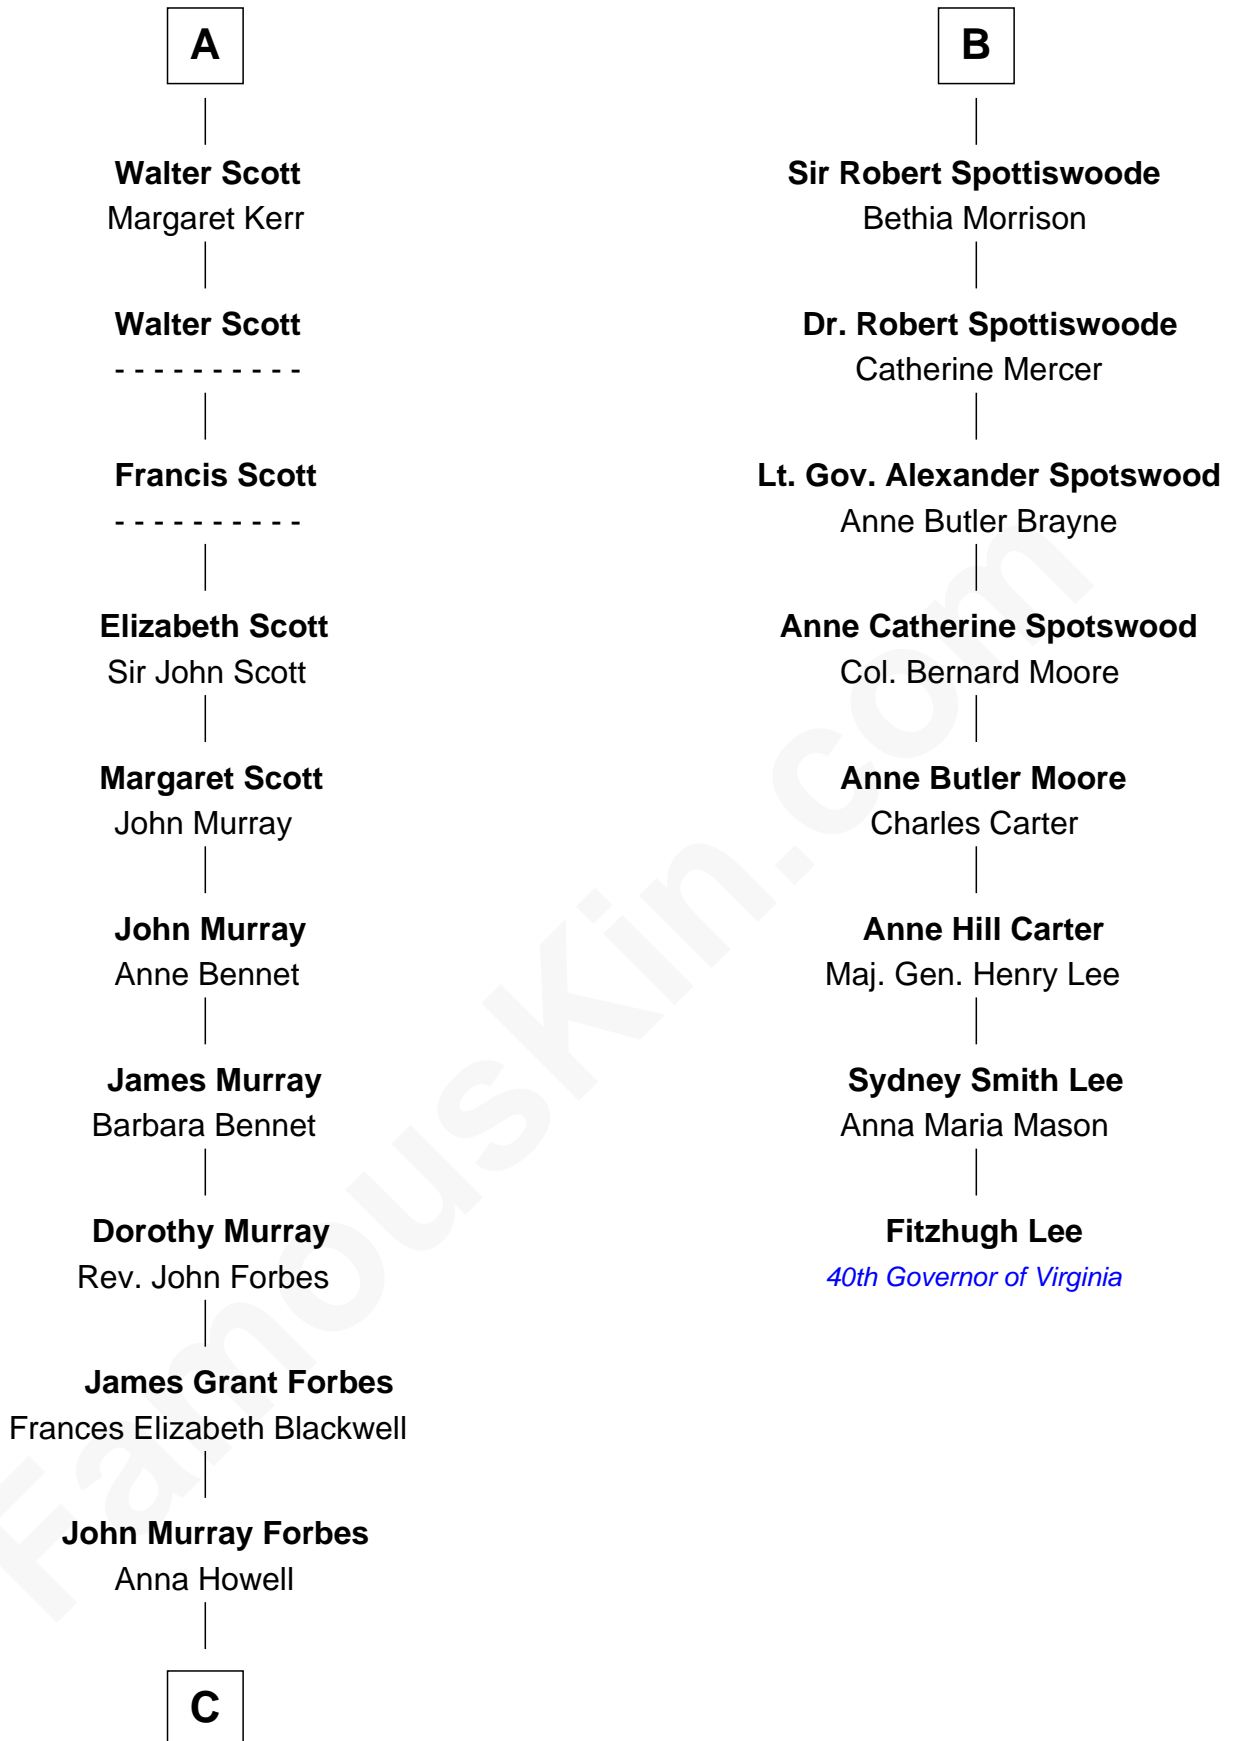 A
Walter Scott
Margaret Kerr
Walter Scott
- - - - - - - - - -
Francis Scott
- - - - - - - - - -
Elizabeth Scott
Sir John Scott
Margaret Scott
John Murray
John Murray
Anne Bennet
James Murray
Barbara Bennet
Dorothy Murray
Rev. John Forbes
James Grant Forbes
Frances Elizabeth Blackwell
John Murray Forbes
Anna Howell
C
B
Sir Robert Spottiswoode
Bethia Morrison
Dr. Robert Spottiswoode
Catherine Mercer
Lt. Gov. Alexander Spotswood
Anne Butler Brayne
Anne Catherine Spotswood
Col. Bernard Moore
Anne Butler Moore
Charles Carter
Anne Hill Carter
Maj. Gen. Henry Lee
Sydney Smith Lee
Anna Maria Mason
Fitzhugh Lee
40th Governor of Virginia
FamousKin.com